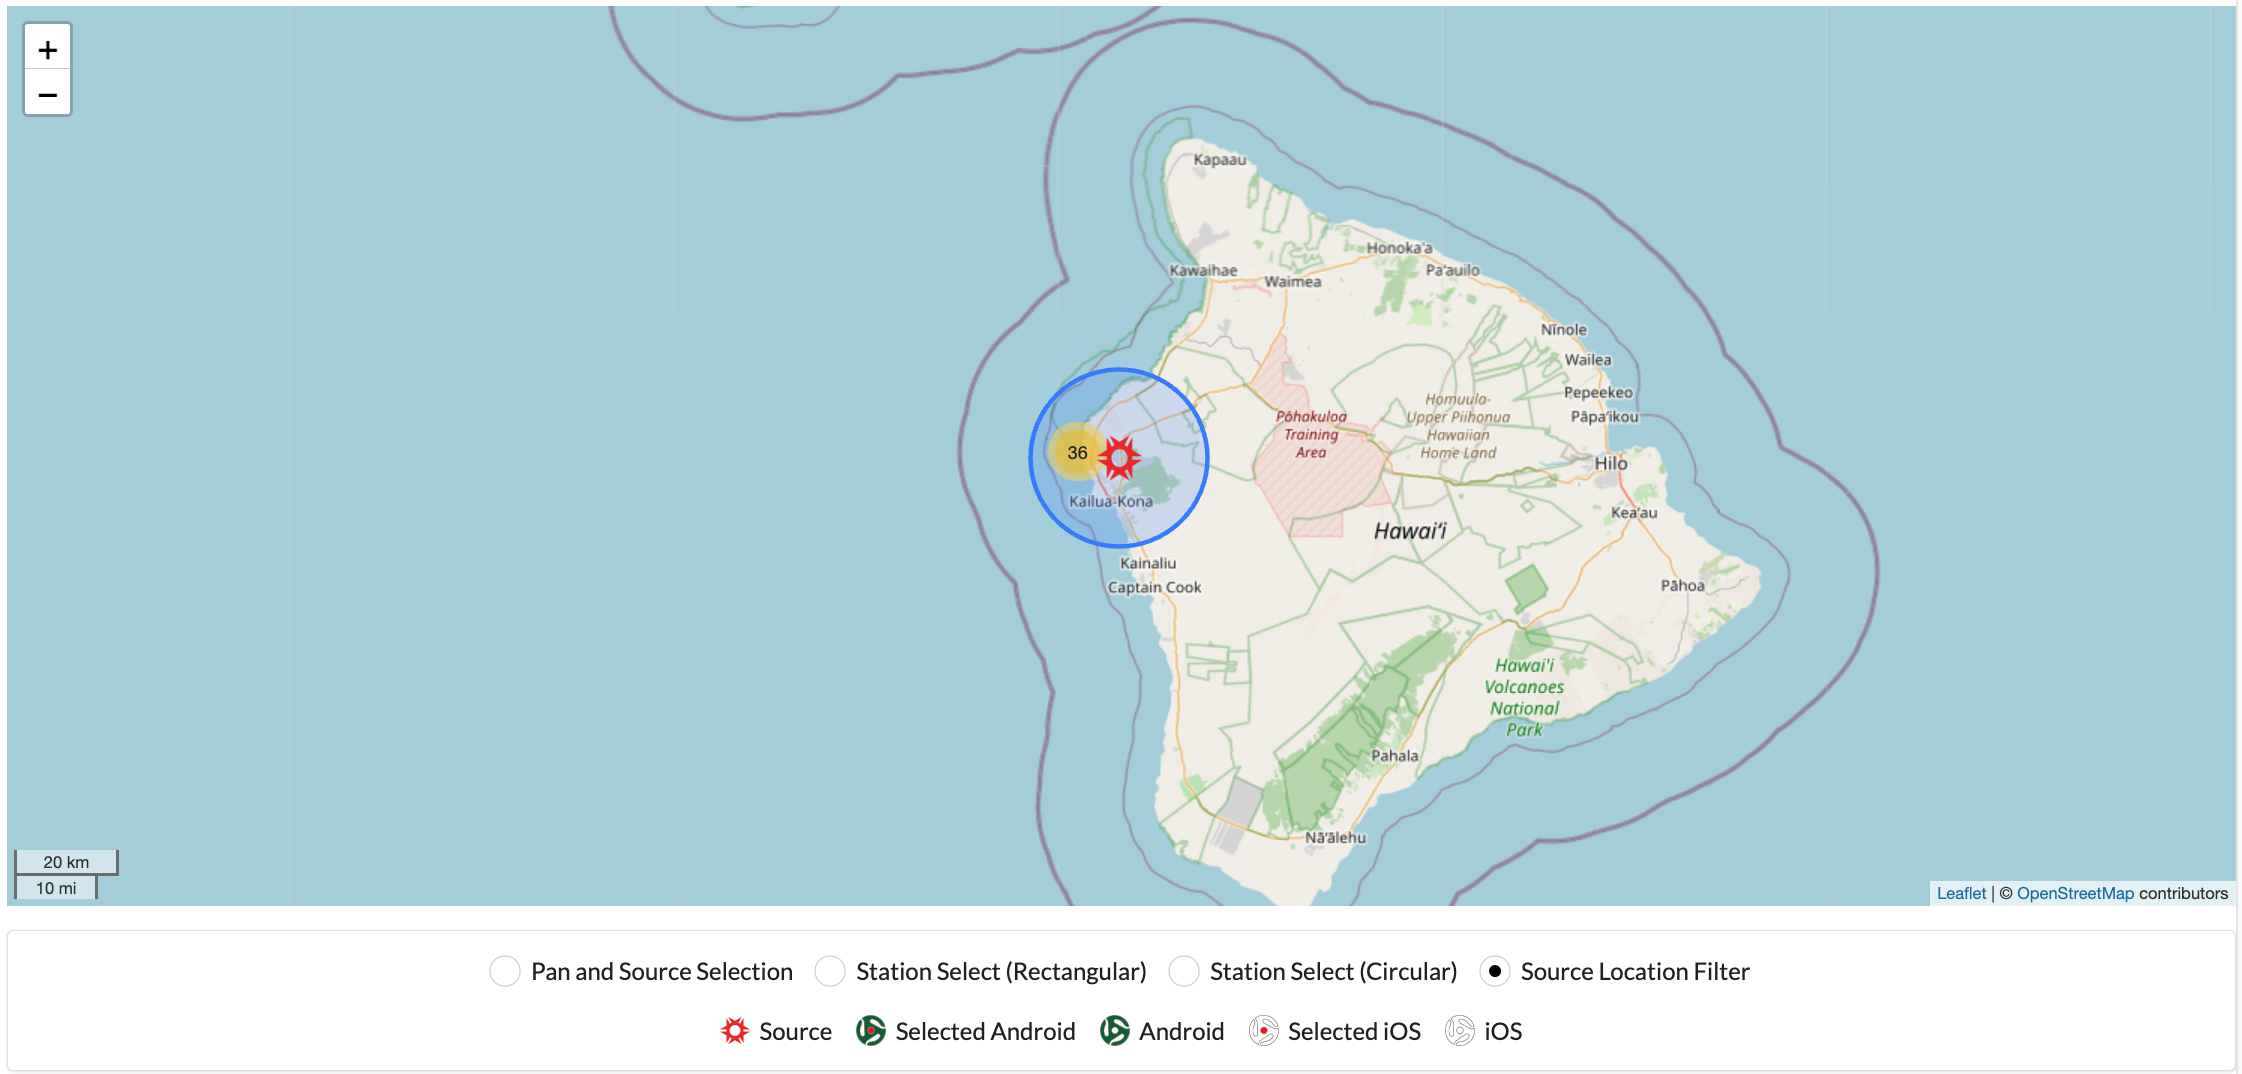 +
−
Kapaau
Honoka'a
Kawaihae
Waimea
Pa'auilo
Nīnole
Wailea
Pepeekeo
Pāpa'ikou
Pōhakuloa
Training
Area
Homuula-
Upper Piihonua
Hawaiian
Home Land
36
Hilo
Kailua-Kona
Kea'au
Hawaiʻi
Kainaliu
Captain Cook
Pāhoa
Hawai'i
Volcanoes
National
Park
Pahala
Nā'ālehu
20 km
10 mi
Leaflet | © OpenStreetMap contributors
Pan and Source Selection Station Select (Rectangular) Station Select (Circular) Source Location Filter
Source Selected Android Android Selected iOS iOS